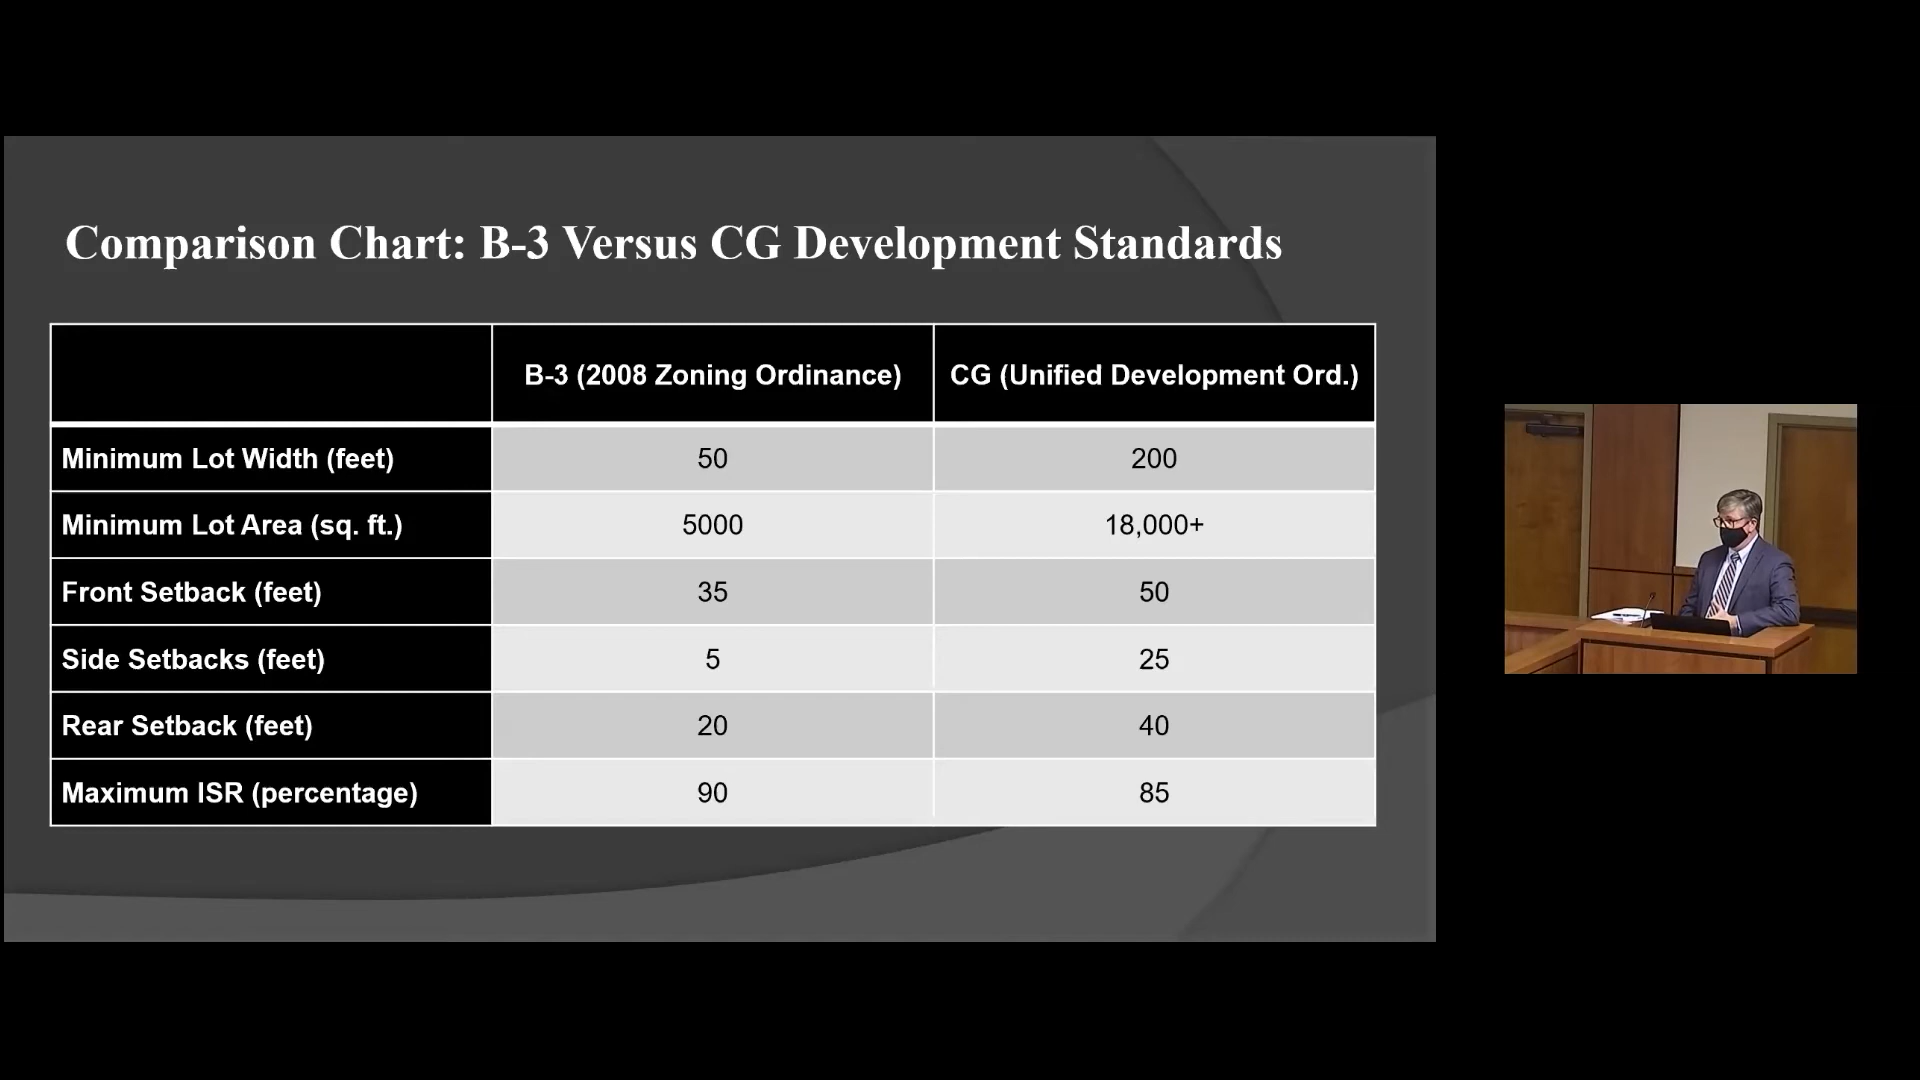 Comparison Chart: B-3 Versus CG Development Standards
B-3 (2008 Zoning Ordinance) CG (Unified Development Ord.)
Minimum Lot Width (feet) 50 200
Minimum Lot Area (sq. ft.) 5000 18,000+
Front Setback (feet) 35 50
Side Setbacks (feet) 5 25
Rear Setback (feet) 20 40
Maximum ISR (percentage) 90 85